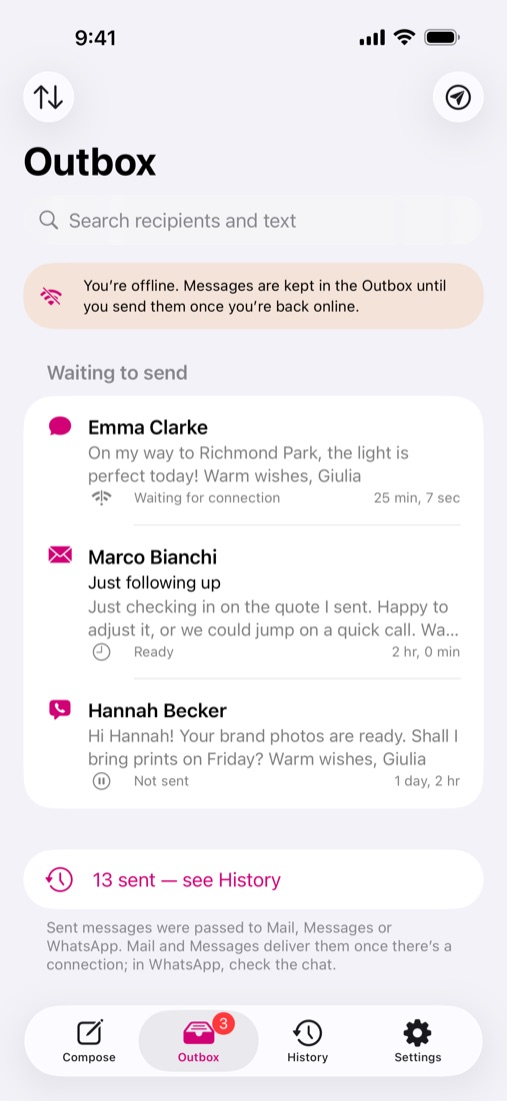 9:41
Outbox
Search recipients and text
You’re offline. Messages are kept in the Outbox until
you send them once you’re back online.
Waiting to send
Emma Clarke
On my way to Richmond Park, the light is
perfect today! Warm wishes, Giulia
Waiting for connection 25 min, 7 sec
Marco Bianchi
Just following up
Just checking in on the quote I sent. Happy to
adjust it, or we could jump on a quick call. Wa...
Ready 2 hr, 0 min
Hannah Becker
Hi Hannah! Your brand photos are ready. Shall I
bring prints on Friday? Warm wishes, Giulia
Not sent 1 day, 2 hr
13 sent — see History
Sent messages were passed to Mail, Messages or
WhatsApp. Mail and Messages deliver them once there’s a
connection; in WhatsApp, check the chat.
3
Compose Outbox History Settings